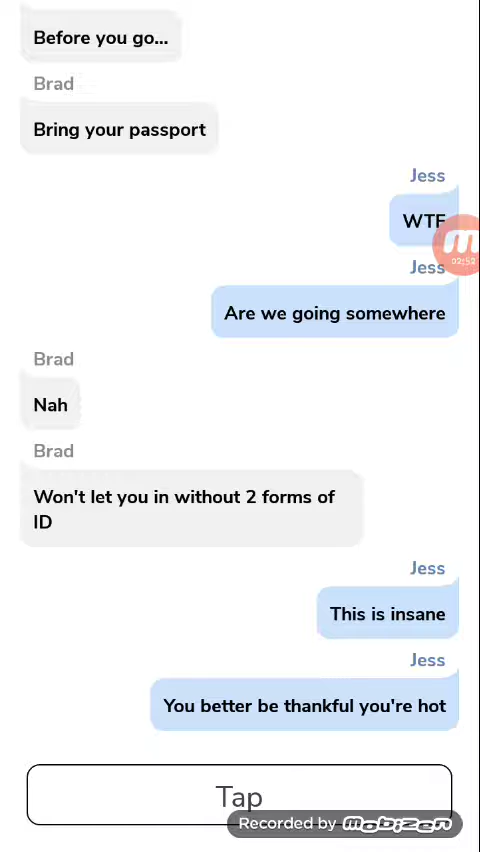 Before you go...
Brad
Bring your passport
Jess
WTF
02:52
Jess
Are we going somewhere
Brad
Nah
Brad
Won't let you in without 2 forms of
ID
Jess
This is insane
Jess
You better be thankful you're hot
Tap
Recorded by mobizen